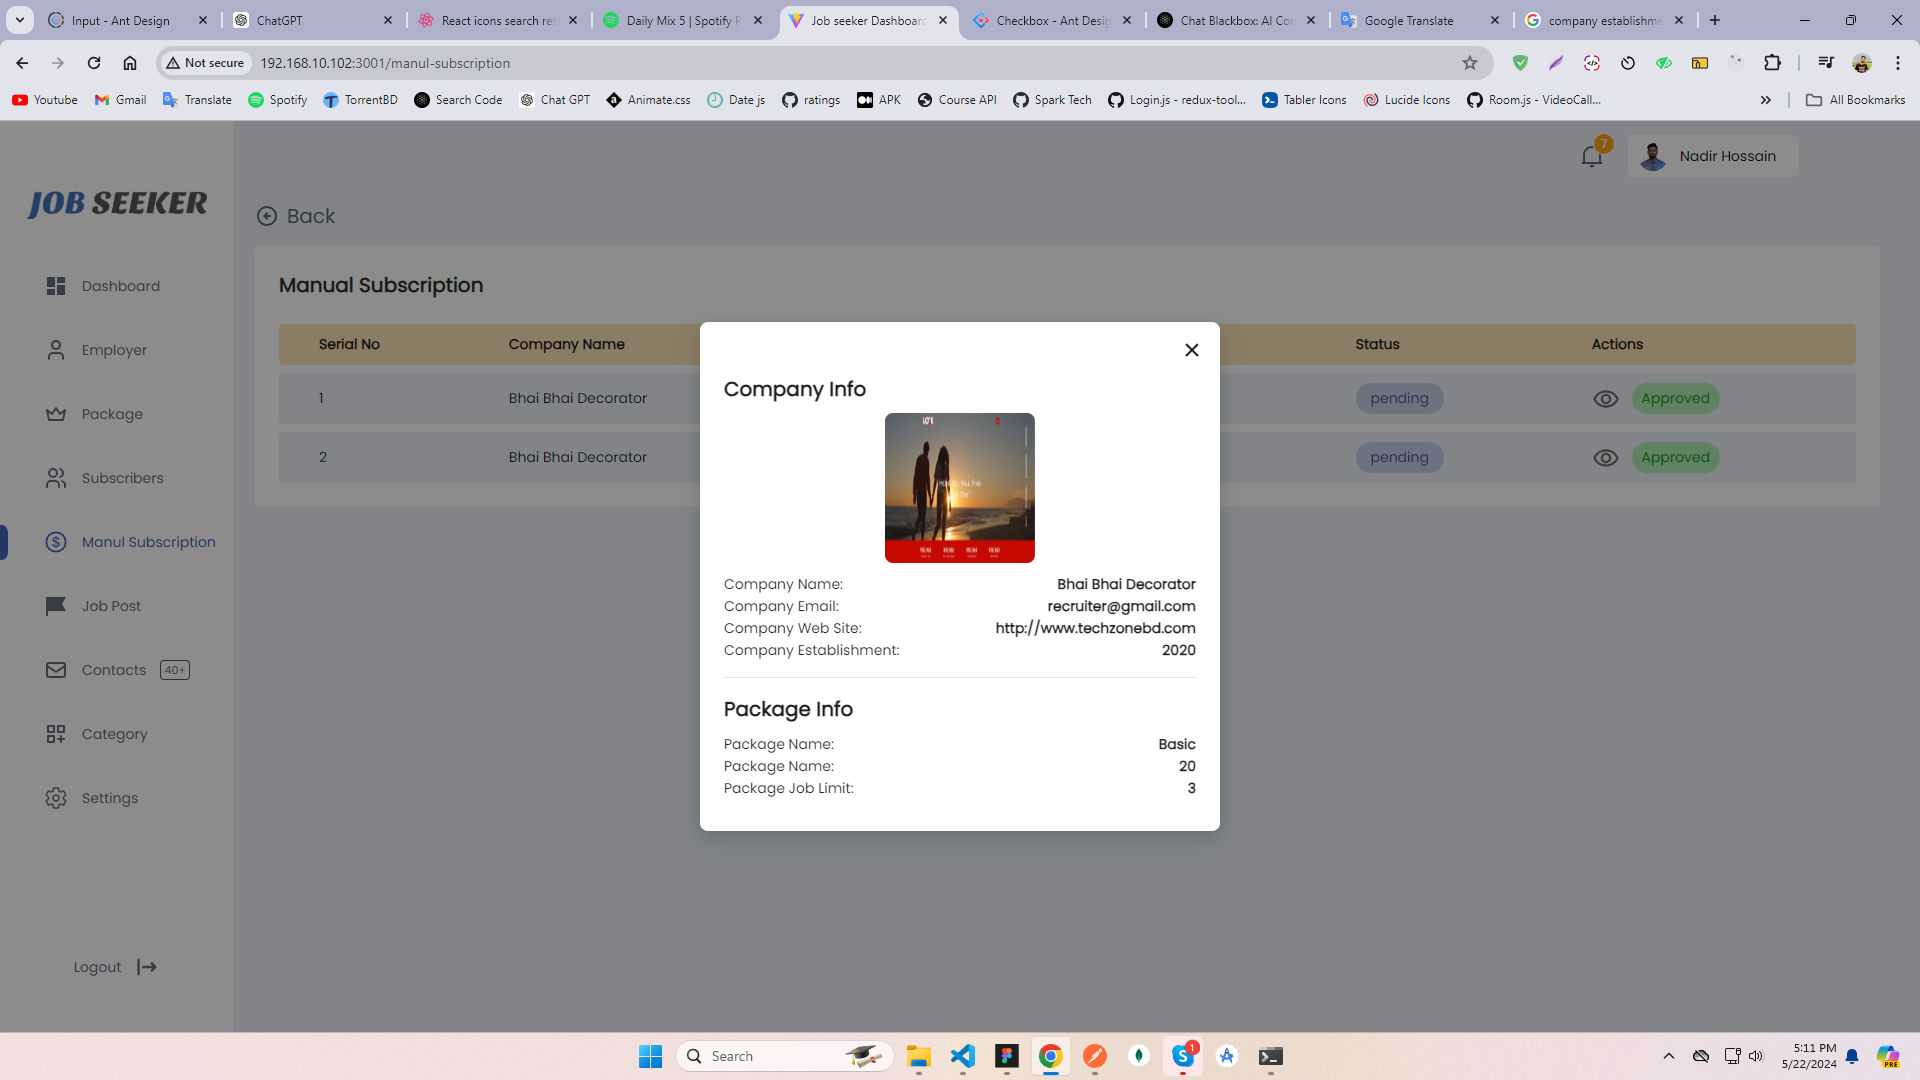 Input - Ant Design
ChatGPT
React icons search res
Daily Mix 5 | Spotify P
Job seeker Dashboard
Checkbox - Ant Desig
Chat Blackbox: AI Coc
Google Translate
company establishme
Not secure
192.168.10.102:3001/manul-subscription
Youtube
Gmail
Translate
Spotify
TorrentBD
Search Code
Chat GPT
Animate.css
Date js
ratings
APK
Course API
Spark Tech
Login.js - redux-tool...
Tabler Icons
Lucide Icons
Room.js - VideoCall...
All Bookmarks
7
Nadir Hossain
JOB SEEKER
Back
Dashboard
Employer
Package
Subscribers
Manul Subscription
Job Post
Contacts 40+
Category
Settings
Logout
Manual Subscription
Serial No Company Name Status Actions
1 Bhai Bhai Decorator pending Approved
2 Bhai Bhai Decorator pending Approved
Company Info
Company Name: Bhai Bhai Decorator
Company Email: recruiter@gmail.com
Company Web Site: http://www.techzonebd.com
Company Establishment: 2020
Package Info
Package Name: Basic
Package Name: 20
Package Job Limit: 3
Search
1
5:11 PM
5/22/2024
PRE